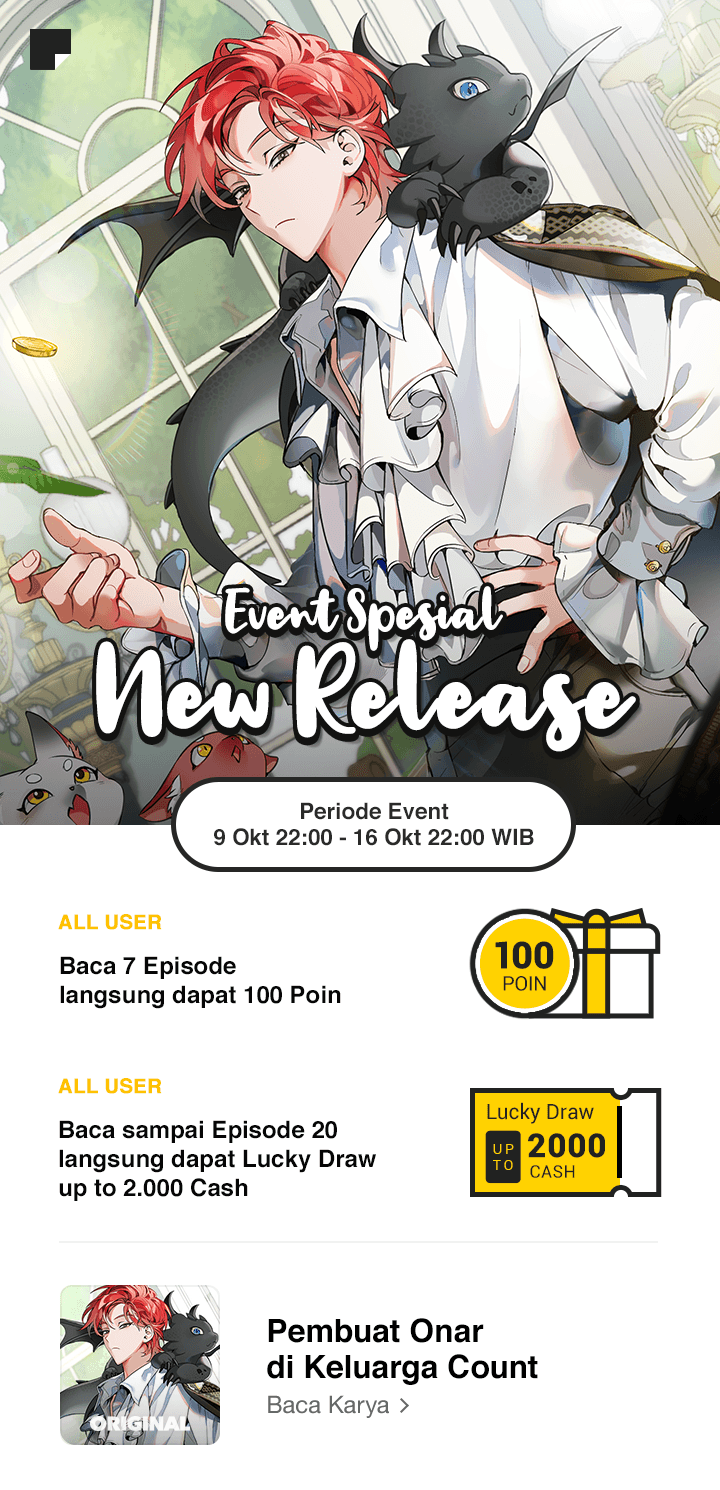 Event Spesial
New Release
Periode Event
9 Okt 22:00 - 16 Okt 22:00 WIB
ALL USER
Baca 7 Episode
langsung dapat 100 Poin
100
POIN
ALL USER
Baca sampai Episode 20
langsung dapat Lucky Draw
up to 2.000 Cash
Lucky Draw
UP
TO
2000
CASH
ORIGINAL
Pembuat Onar
di Keluarga Count
Baca Karya >